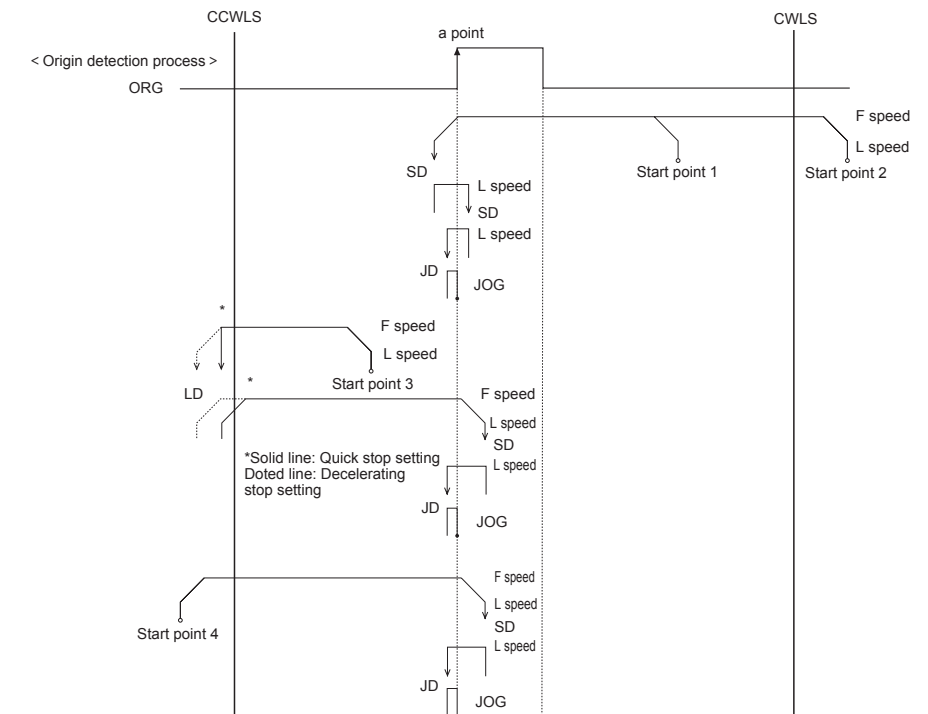 CCWLS
CWLS
a point
< Origin detection process >
ORG
F speed
L speed
SD
Start point 1
Start point 2
L speed
SD
L speed
JD
JOG
*
F speed
L speed
LD
Start point 3
*
F speed
L speed
SD
*Solid line: Quick stop setting
Doted line: Decelerating
stop setting
L speed
JD
JOG
F speed
L speed
SD
Start point 4
L speed
JD
JOG